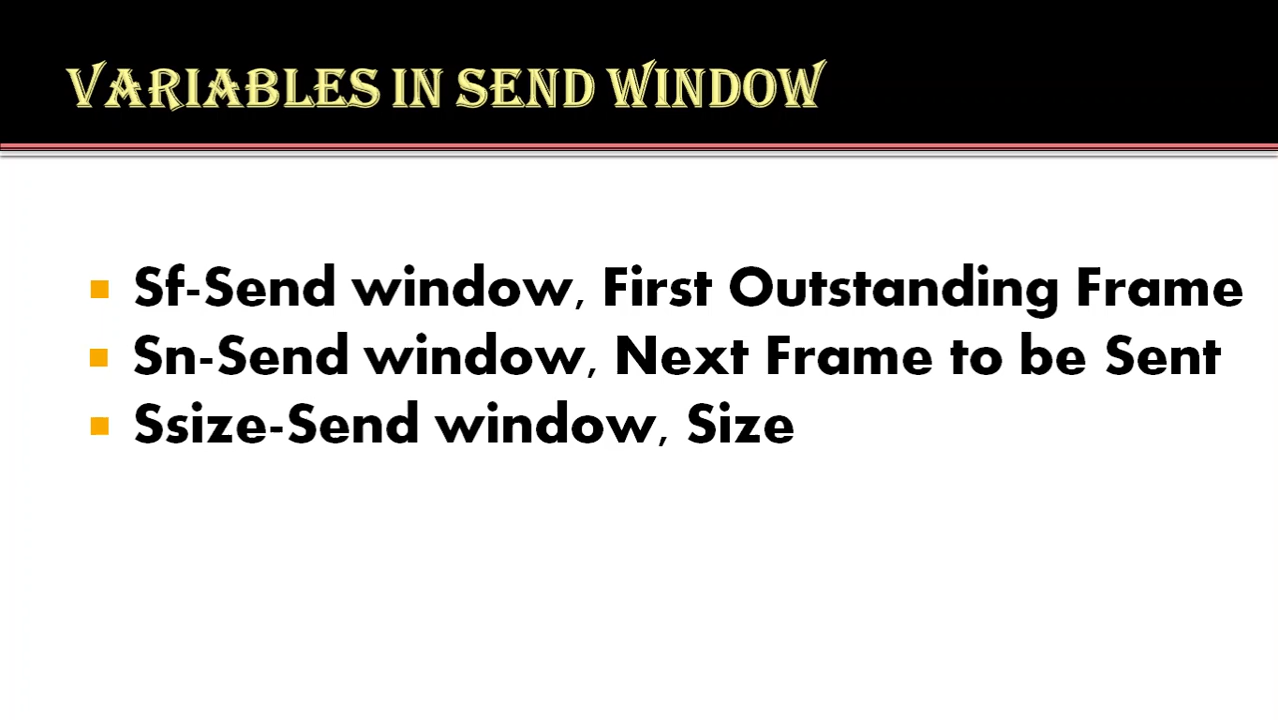 VARIABLES IN SEND WINDOW
Sf-Send window, First Outstanding Frame
Sn-Send window, Next Frame to be Sent
Ssize-Send window, Size